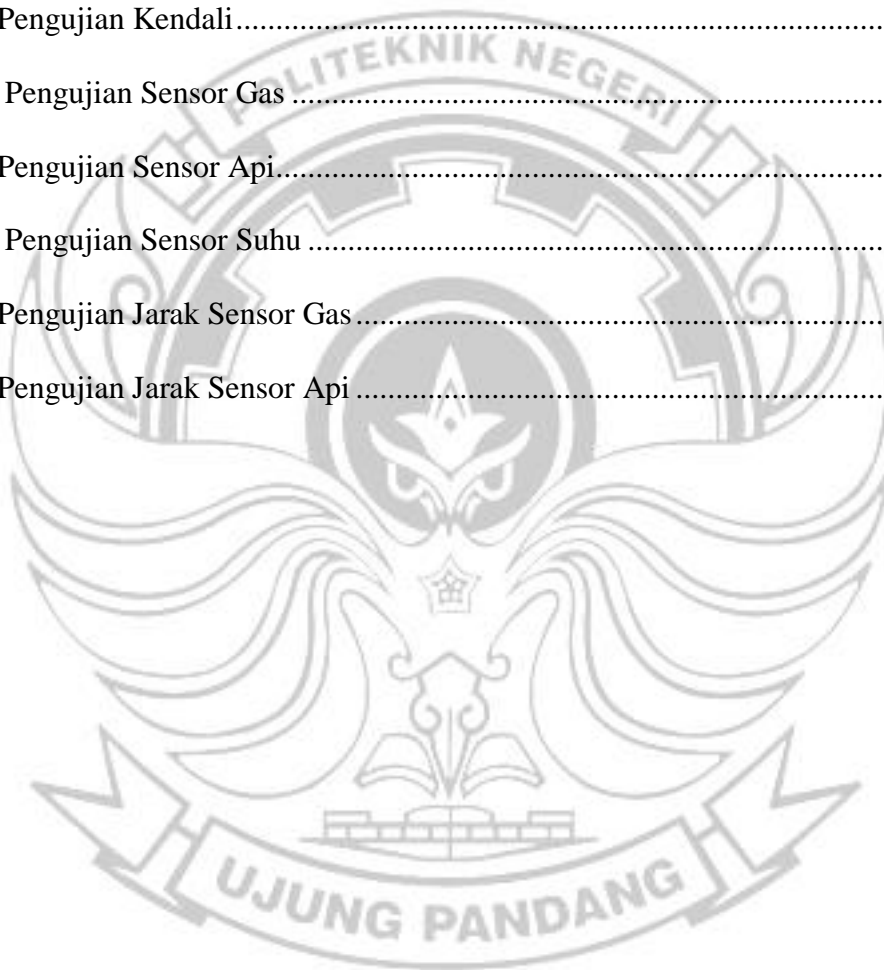 Pengujian Kendali................................................................................
POLITEKNIK NEGERI
Pengujian Sensor Gas ..........................................................................
Pengujian Sensor Api...........................................................................
Pengujian Sensor Suhu ........................................................................
Pengujian Jarak Sensor Gas.................................................................
Pengujian Jarak Sensor Api .................................................................
UJUNG PANDANG